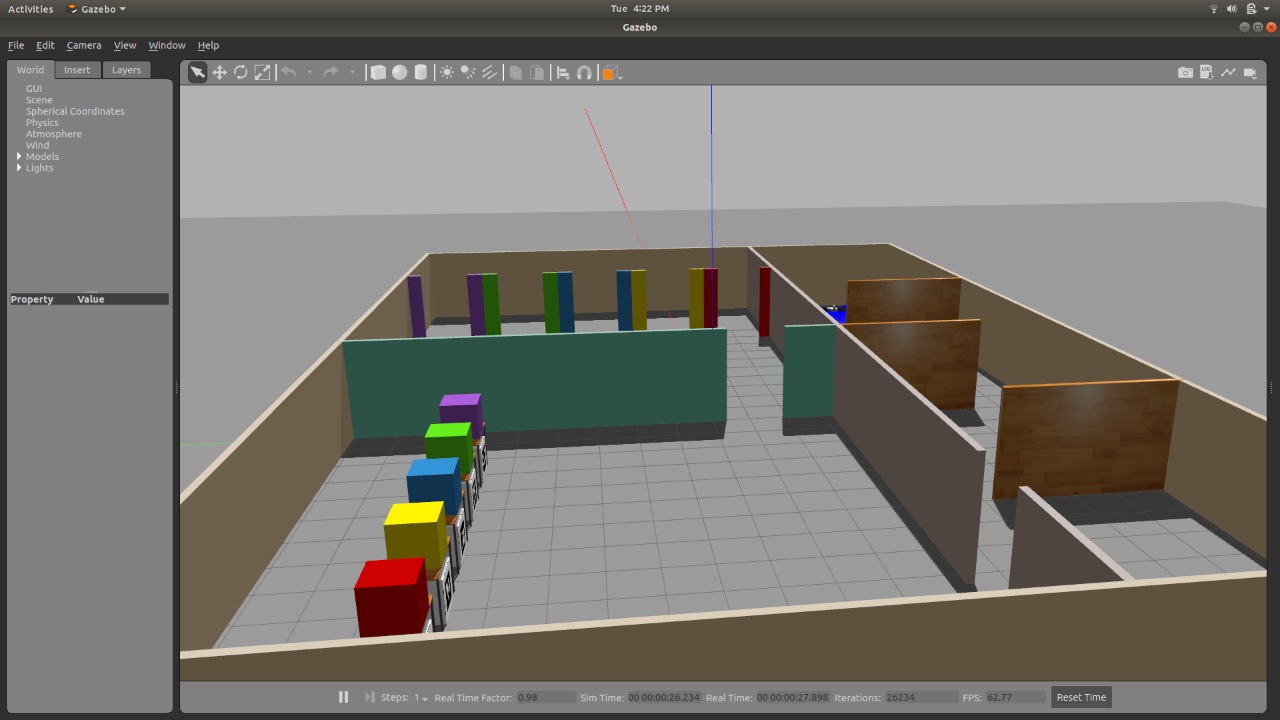 Activities Gazebo Tue 4:22 PM
Gazebo
File Edit Camera View Window Help
World Insert Layers
GUI
Scene
Spherical Coordinates
Physics
Atmosphere
Wind
Models
Lights
Property Value
Steps: 1 Real Time Factor: 0.98 Sim Time: 00 00:00:26.234 Real Time: 00 00:00:27.898 Iterations: 26234 FPS: 62.77 Reset Time